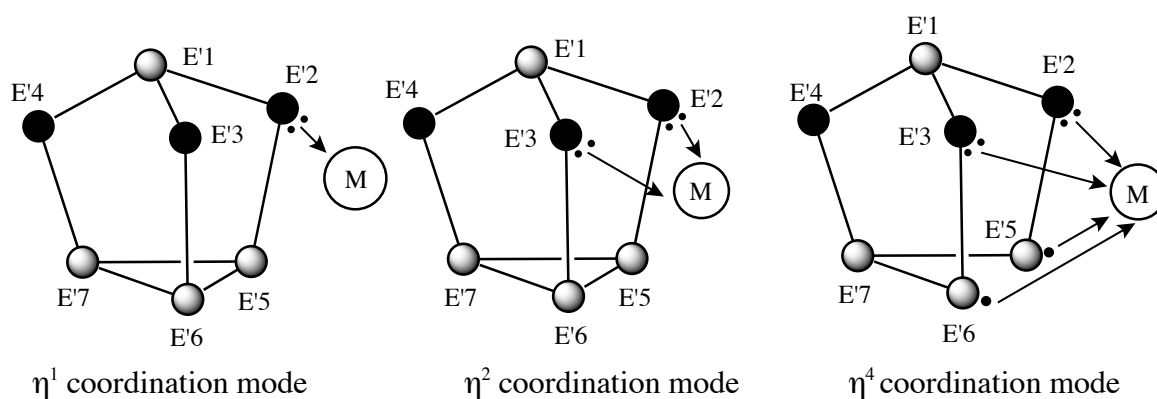 E'1
E'2
E'4
E'3
M
E'7
E'5
E'6
η¹ coordination mode
E'1
E'2
E'4
E'3
M
E'7
E'5
E'6
η² coordination mode
E'1
E'2
E'4
E'3
M
E'5
E'7
E'6
η⁴ coordination mode